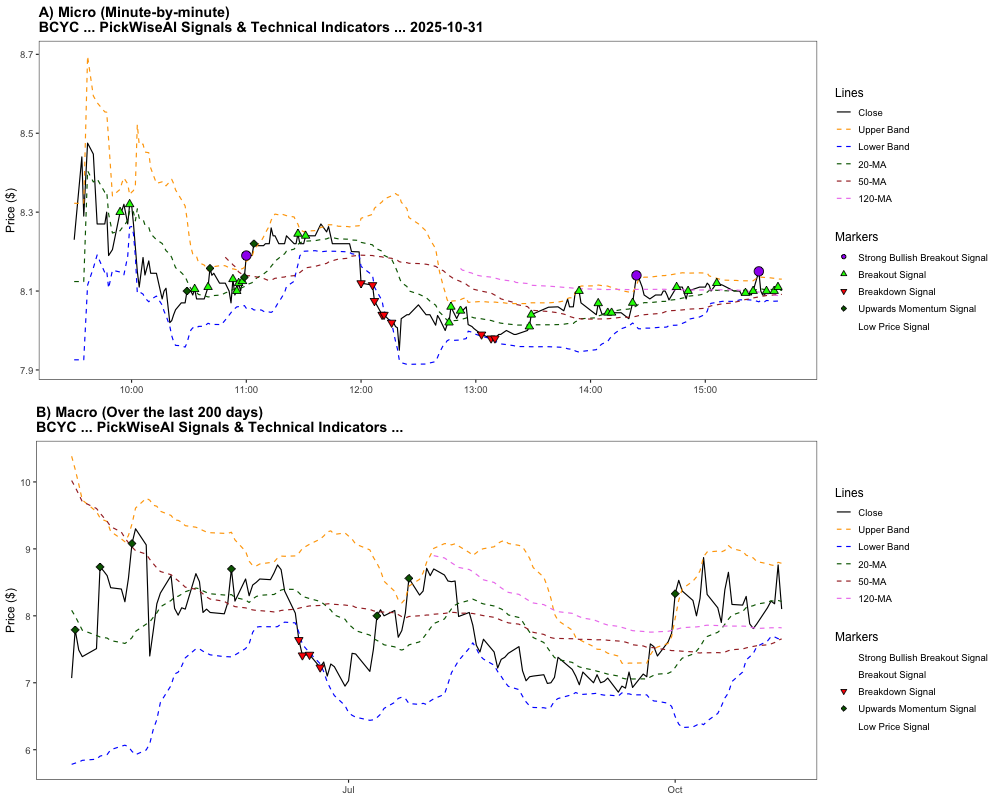 A) Micro (Minute-by-minute)
BCYC ... PickWiseAI Signals & Technical Indicators ... 2025-10-31
Price ($)
8.7
8.5
8.3
8.1
7.9
10:00
11:00
12:00
13:00
14:00
15:00
Lines
Close
Upper Band
Lower Band
20-MA
50-MA
120-MA
Markers
Strong Bullish Breakout Signal
Breakout Signal
Breakdown Signal
Upwards Momentum Signal
Low Price Signal
B) Macro (Over the last 200 days)
BCYC ... PickWiseAI Signals & Technical Indicators ...
Price ($)
10
9
8
7
6
Jul
Oct
Lines
Close
Upper Band
Lower Band
20-MA
50-MA
120-MA
Markers
Strong Bullish Breakout Signal
Breakout Signal
Breakdown Signal
Upwards Momentum Signal
Low Price Signal